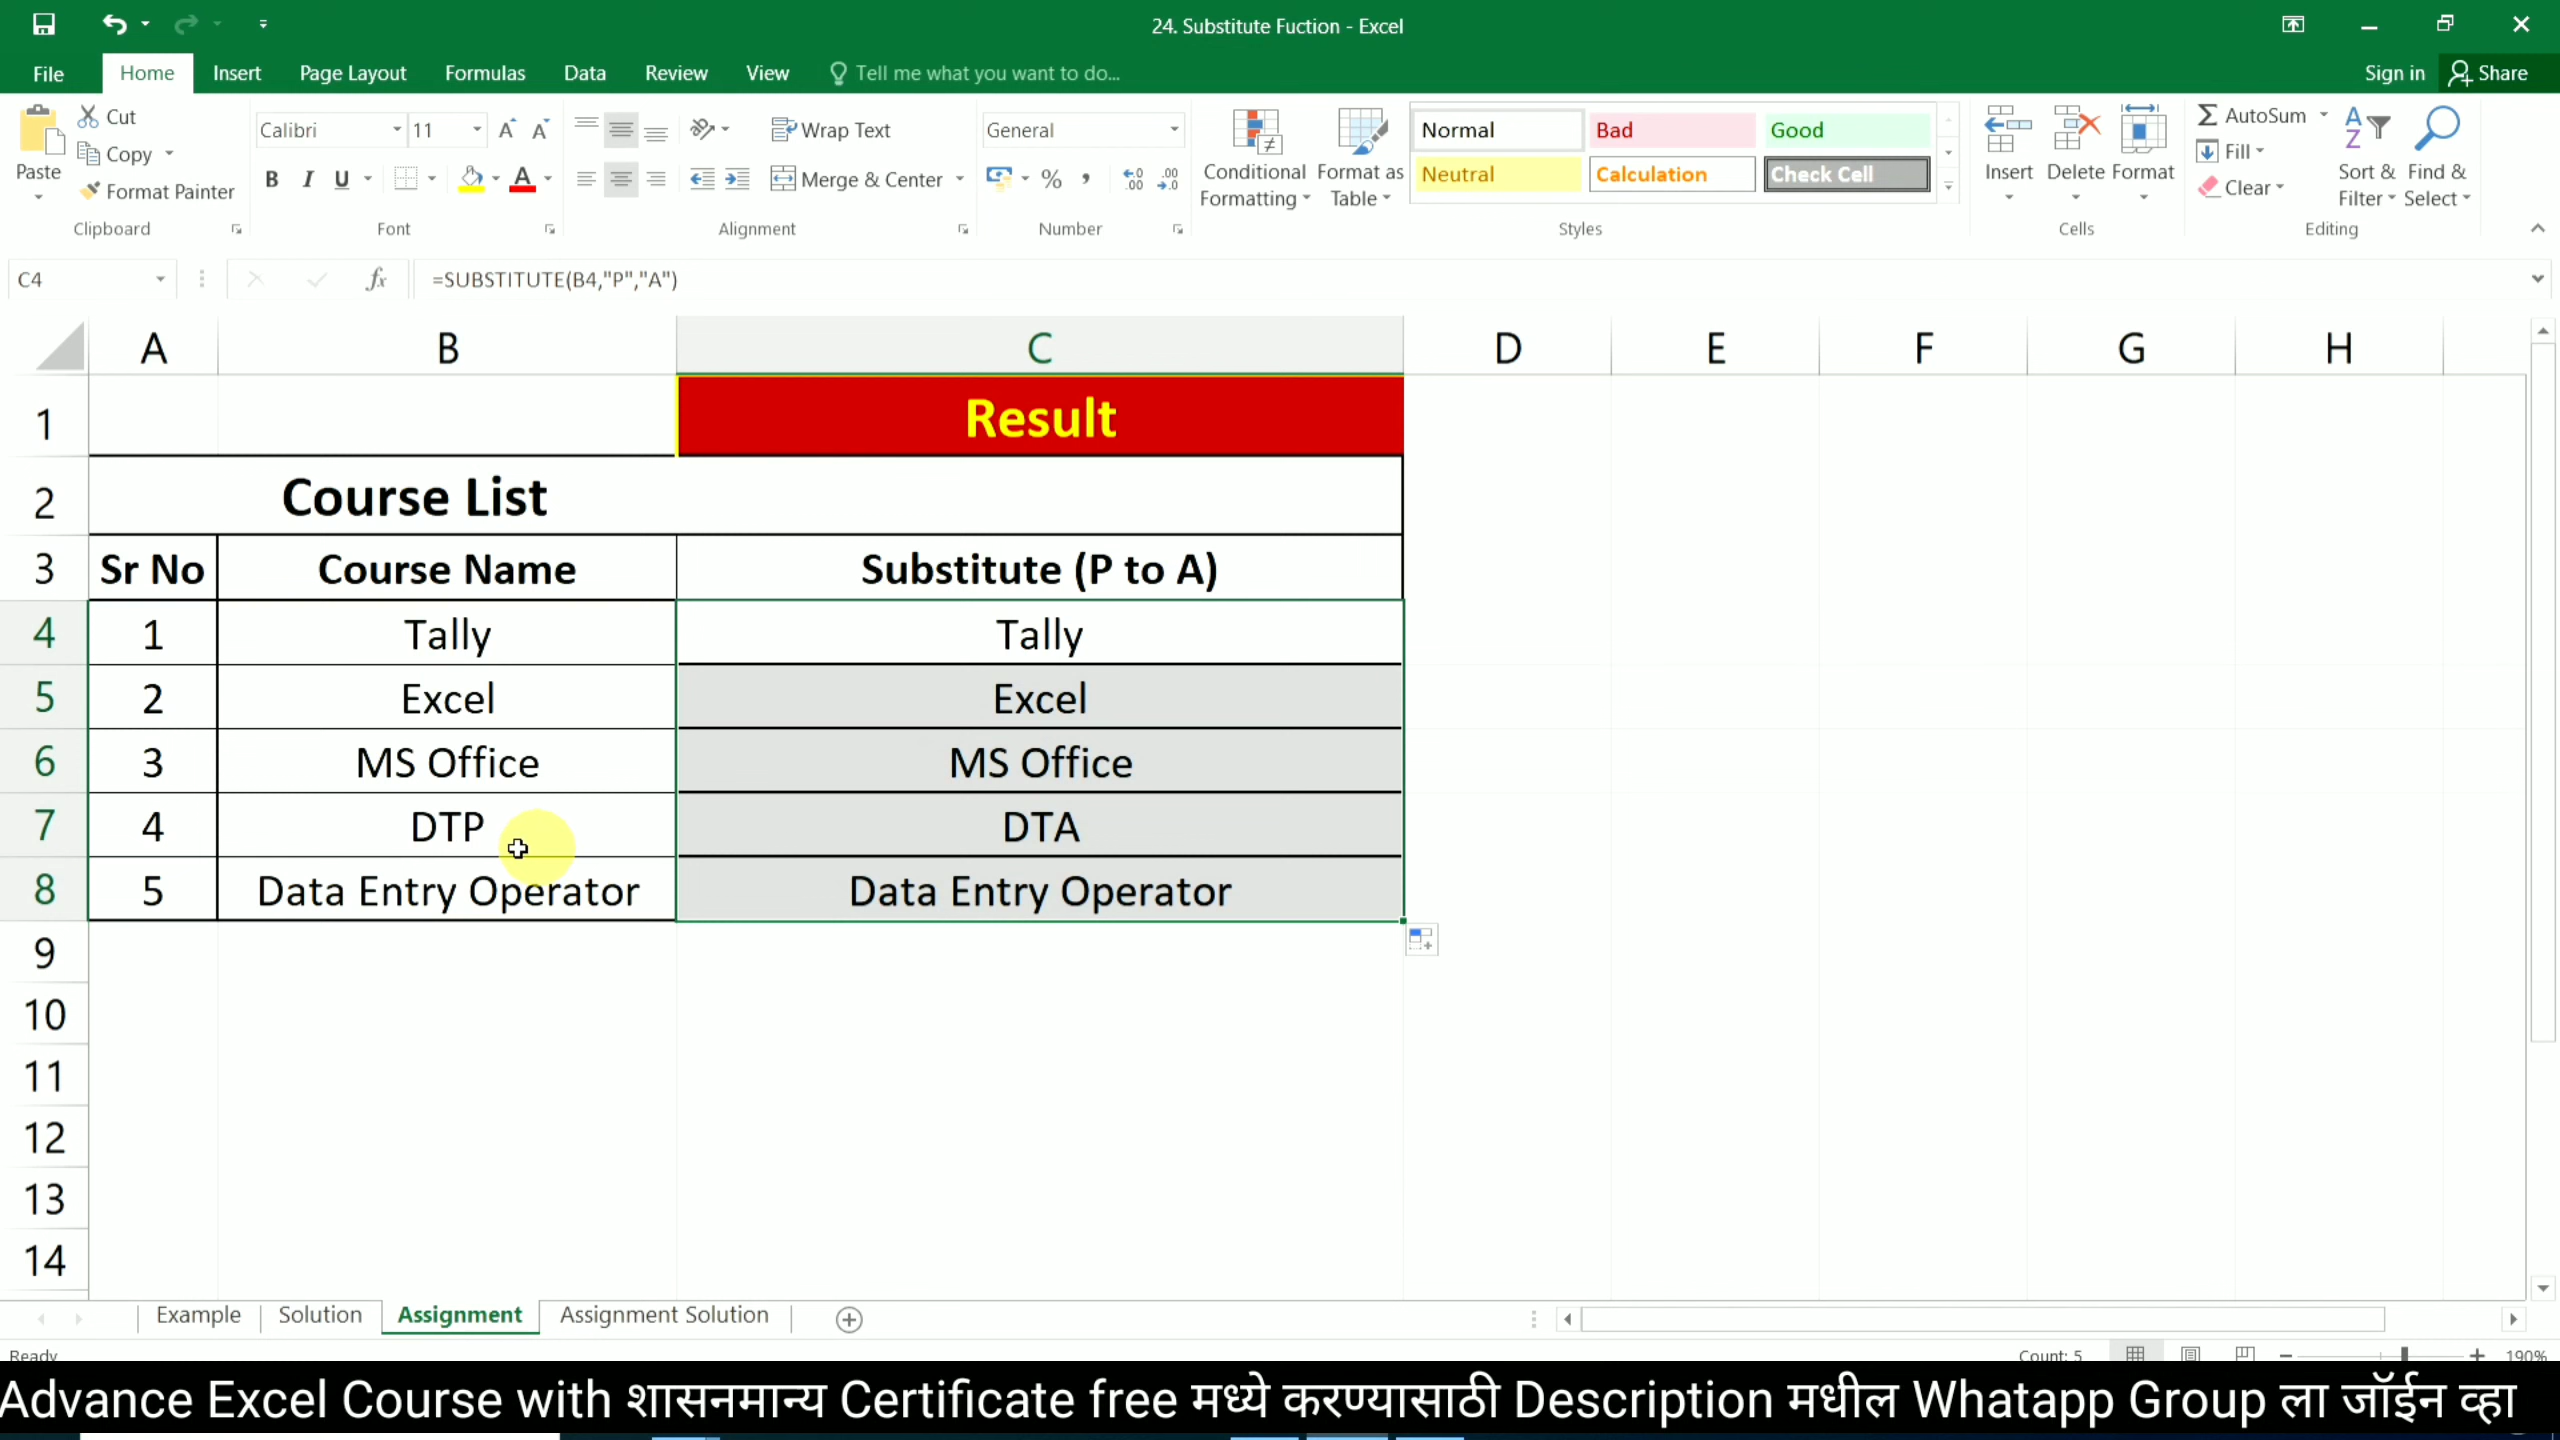 24. Substitute Fuction - Excel
File Home Insert Page Layout Formulas Data Review View Tell me what you want to do... Sign in Share
Cut
Copy
Format Painter
Paste
Clipboard
Calibri 11
B I U
Font
Wrap Text
Merge & Center
Alignment
General
% ,
Number
Conditional Formatting
Format as Table
Normal Bad Good
Neutral Calculation Check Cell
Styles
Insert Delete Format
Cells
AutoSum
Fill
Clear
Sort & Filter
Find & Select
Editing
C4 fx =SUBSTITUTE(B4,"P","A")
A B C D E F G H
1 Result
2 Course List
3 Sr No Course Name Substitute (P to A)
4 1 Tally Tally
5 2 Excel Excel
6 3 MS Office MS Office
7 4 DTP DTA
8 5 Data Entry Operator Data Entry Operator
9
10
11
12
13
14
Example Solution Assignment Assignment Solution
Ready Count: 5 190%
Advance Excel Course with शासनमान्य Certificate free मध्ये करण्यासाठी Description मधील Whatapp Group ला जॉईन व्हा